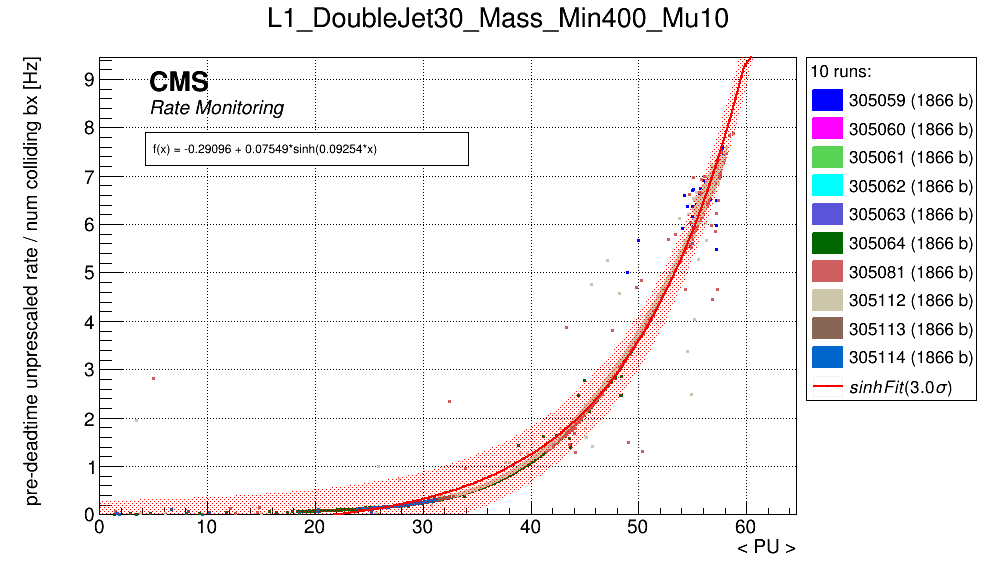 L1_DoubleJet30_Mass_Min400_Mu10
pre-deadtime unprescaled rate / num colliding bx [Hz]
CMS
Rate Monitoring
f(x) = -0.29096 + 0.07549*sinh(0.09254*x)
9
8
7
6
5
4
3
2
1
0
0 10 20 30 40 50 60
< PU >
10 runs:
305059 (1866 b)
305060 (1866 b)
305061 (1866 b)
305062 (1866 b)
305063 (1866 b)
305064 (1866 b)
305081 (1866 b)
305112 (1866 b)
305113 (1866 b)
305114 (1866 b)
sinhFit(3.0σ)